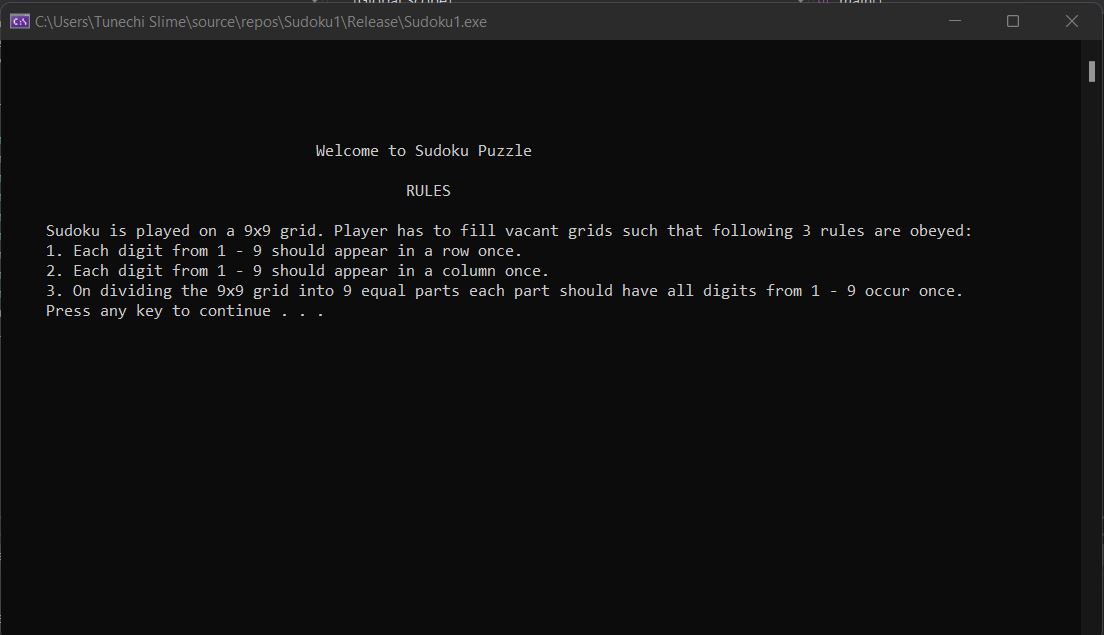 C:\Users\Tunechi Slime\source\repos\Sudoku1\Release\Sudoku1.exe
Welcome to Sudoku Puzzle
RULES
Sudoku is played on a 9x9 grid. Player has to fill vacant grids such that following 3 rules are obeyed:
1. Each digit from 1 - 9 should appear in a row once.
2. Each digit from 1 - 9 should appear in a column once.
3. On dividing the 9x9 grid into 9 equal parts each part should have all digits from 1 - 9 occur once.
Press any key to continue . . .